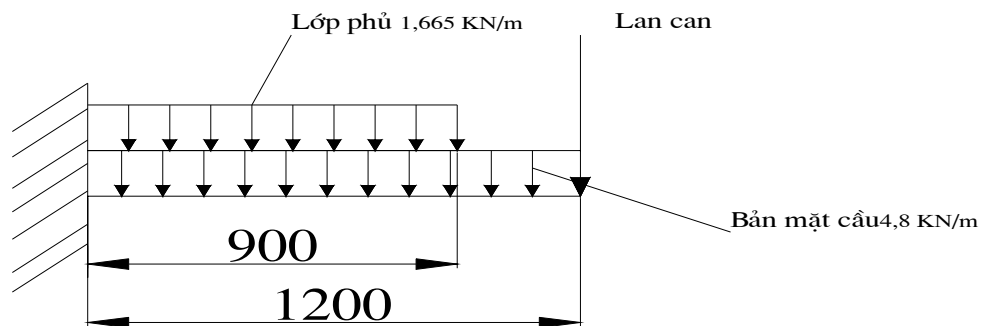 Lớp phủ 1,665 KN/m
Lan can
Bản mặt cầu4,8 KN/m
900
1200